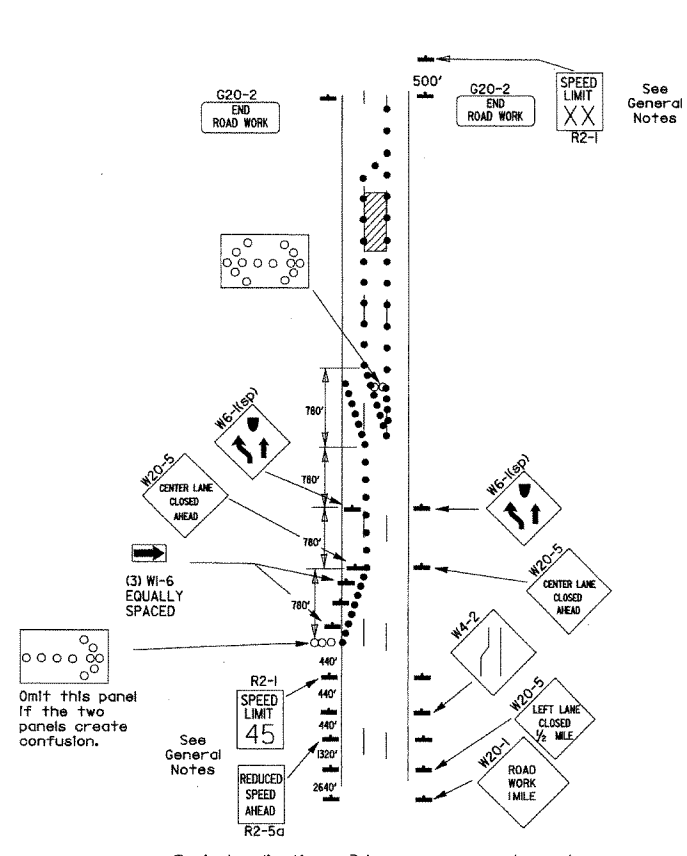 500'
G20-2
END
ROAD WORK
G20-2
END
ROAD WORK
SPEED
LIMIT
XX
R2-1
See
General
Notes
780'
W6-1(sp)
780'
W20-5
CENTER LANE
CLOSED
AHEAD
W6-1(sp)
780'
W20-5
CENTER LANE
CLOSED
AHEAD
(3) W1-6
EQUALLY
SPACED
780'
W4-2
Omit this panel
if the two
panels create
confusion.
440'
R2-1
SPEED
LIMIT
45
440'
W20-5
LEFT LANE
CLOSED
1/2 MILE
440'
See
General
Notes
1320'
REDUCED
SPEED
AHEAD
R2-5a
2640'
W20-1
ROAD
WORK
1 MILE